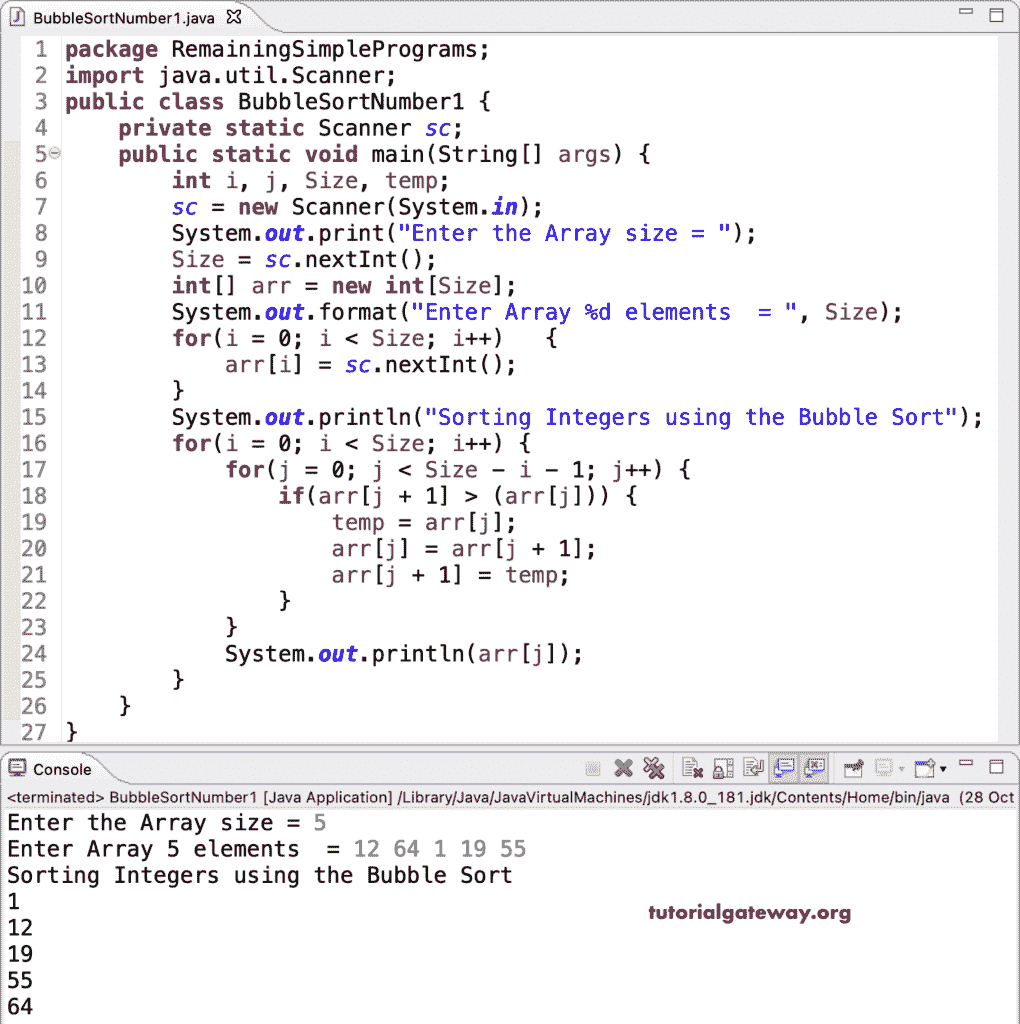 BubbleSortNumber1.java
1 package RemainingSimplePrograms;
2 import java.util.Scanner;
3 public class BubbleSortNumber1 {
4     private static Scanner sc;
5     public static void main(String[] args) {
6         int i, j, Size, temp;
7         sc = new Scanner(System.in);
8         System.out.print("Enter the Array size = ");
9         Size = sc.nextInt();
10         int[] arr = new int[Size];
11         System.out.format("Enter Array %d elements  = ", Size);
12         for(i = 0; i < Size; i++)   {
13             arr[i] = sc.nextInt();
14         }
15         System.out.println("Sorting Integers using the Bubble Sort");
16         for(i = 0; i < Size; i++) {
17             for(j = 0; j < Size - i - 1; j++) {
18                 if(arr[j + 1] > (arr[j])) {
19                     temp = arr[j];
20                     arr[j] = arr[j + 1];
21                     arr[j + 1] = temp;
22                 }
23             }
24             System.out.println(arr[j]);
25         }
26     }
27 }
Console
<terminated> BubbleSortNumber1 [Java Application] /Library/Java/JavaVirtualMachines/jdk1.8.0_181.jdk/Contents/Home/bin/java (28 Oct
Enter the Array size = 5
Enter Array 5 elements  = 12 64 1 19 55
Sorting Integers using the Bubble Sort
1
tutorialgateway.org
12
19
55
64